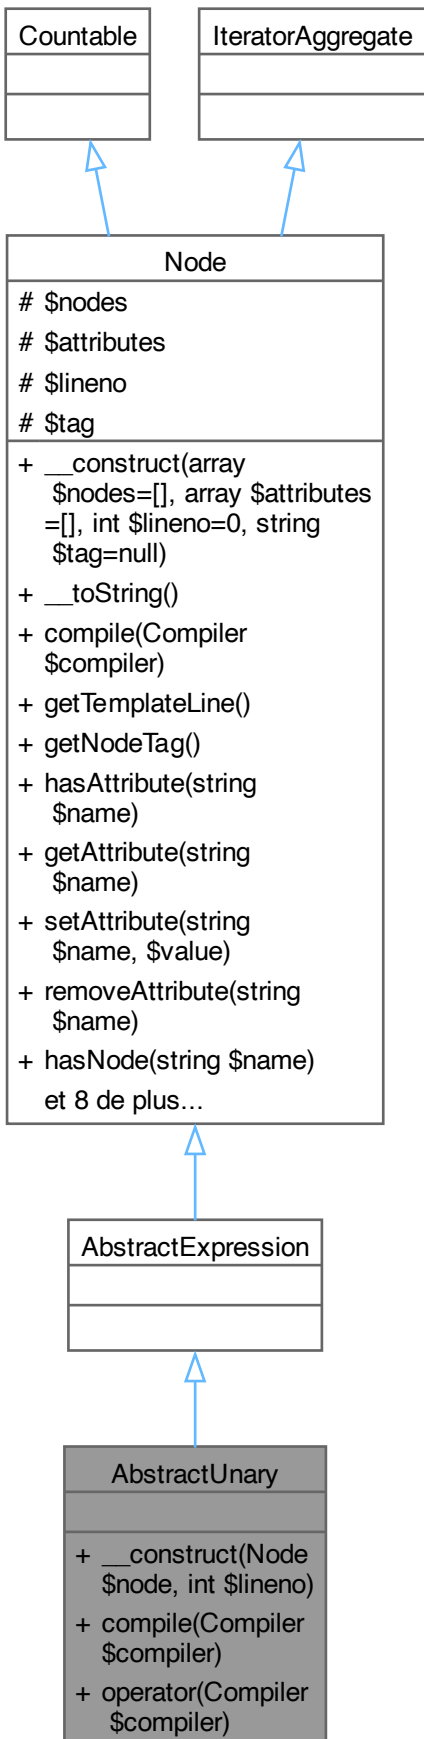 Countable
IteratorAggregate
Node
# $nodes
# $attributes
# $lineno
# $tag
+ __construct(array
$nodes=[], array $attributes
=[], int $lineno=0, string
$tag=null)
+ __toString()
+ compile(Compiler
$compiler)
+ getTemplateLine()
+ getNodeTag()
+ hasAttribute(string
$name)
+ getAttribute(string
$name)
+ setAttribute(string
$name, $value)
+ removeAttribute(string
$name)
+ hasNode(string $name)
et 8 de plus...
AbstractExpression
AbstractUnary
+ __construct(Node
$node, int $lineno)
+ compile(Compiler
$compiler)
+ operator(Compiler
$compiler)